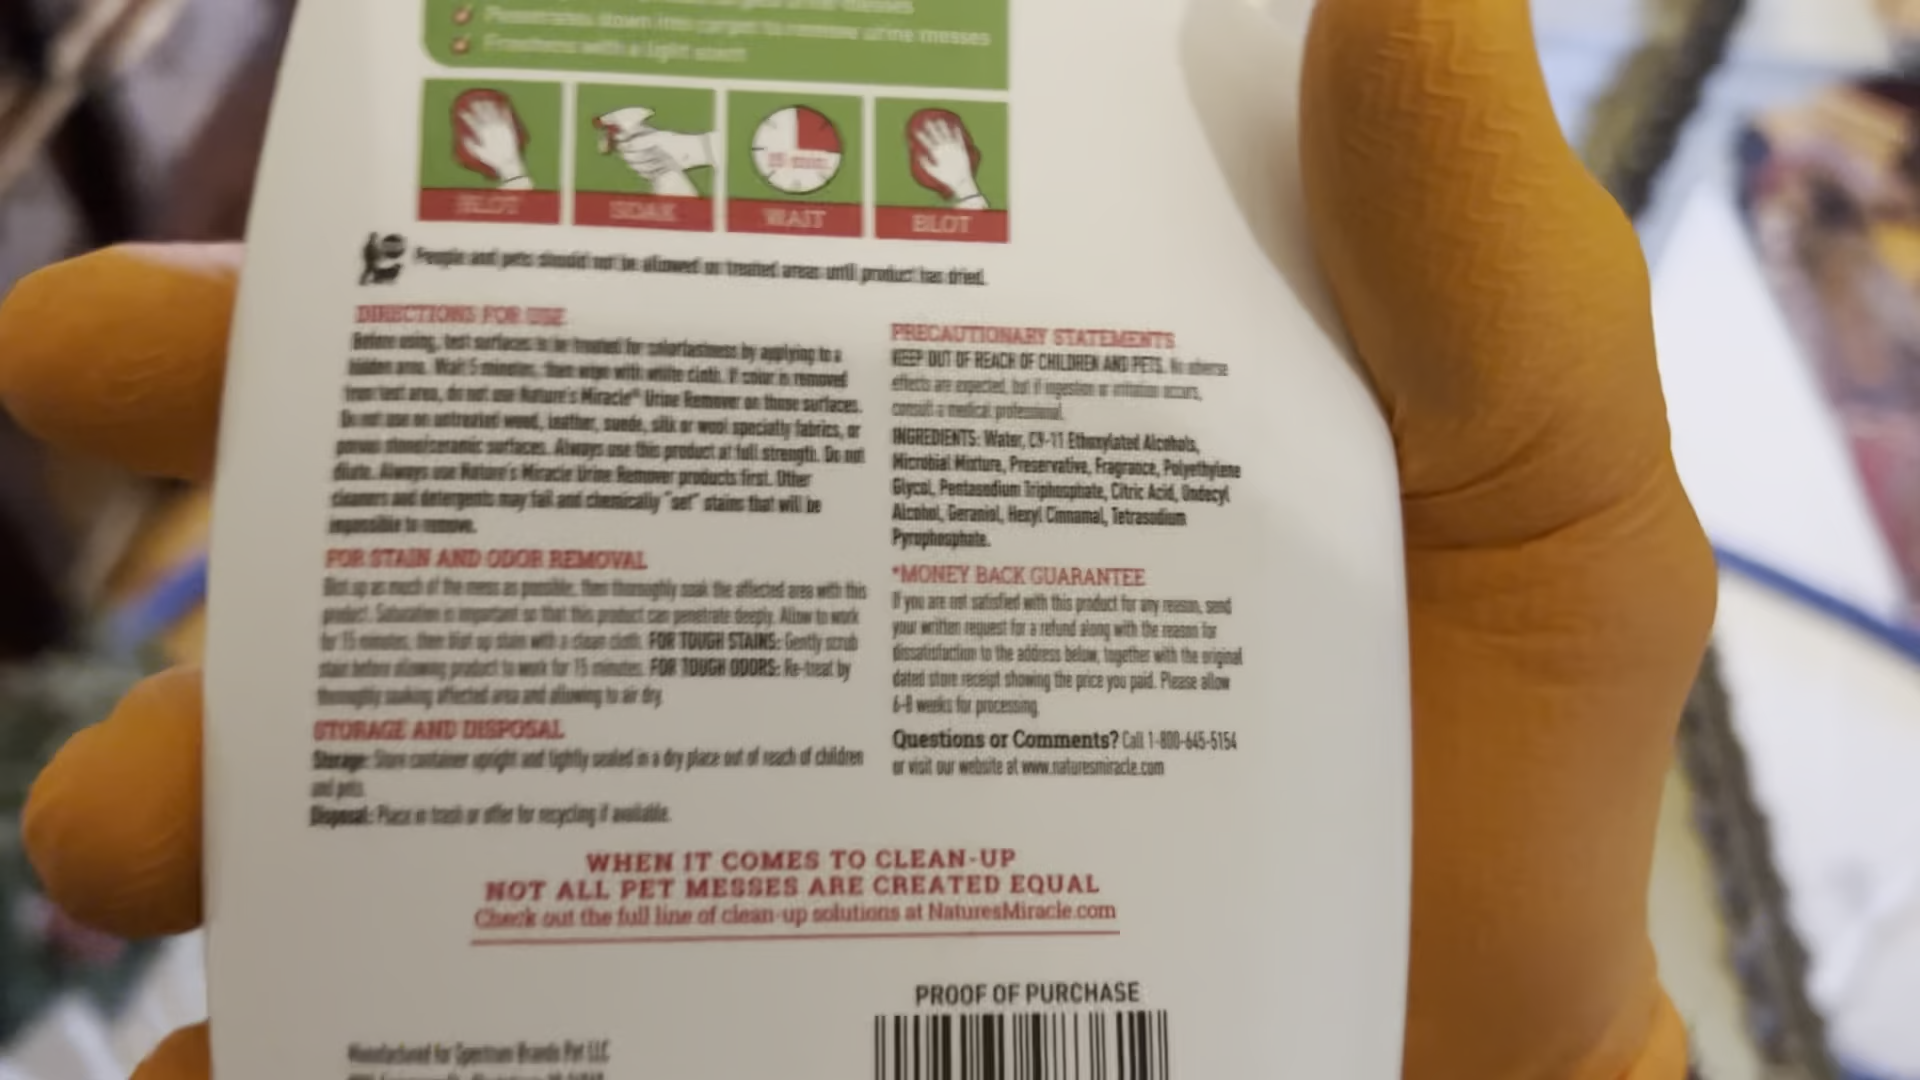 Penetrates down into carpet to remove urine messes
Freshens with a light scent
BLOT
SOAK
WAIT
BLOT
15 min.
People and pets should not be allowed on treated areas until product has dried.
DIRECTIONS FOR USE
Before using, test surfaces to be treated for colorfastness by applying to a
hidden area. Wait 5 minutes, then wipe with white cloth. If color is removed
from test area, do not use Nature's Miracle® Urine Remover on those surfaces.
Do not use on untreated wood, leather, suede, silk or wool specialty fabrics, or
porous stone/ceramic surfaces. Always use this product at full strength. Do not
dilute. Always use Nature's Miracle Urine Remover products first. Other
cleaners and detergents may fail and chemically "set" stains that will be
impossible to remove.
FOR STAIN AND ODOR REMOVAL
Blot up as much of the mess as possible; then thoroughly soak the affected area with this
product. Saturation is important so that this product can penetrate deeply. Allow to work
for 15 minutes, then blot up stain with a clean cloth. FOR TOUGH STAINS: Gently scrub
stain before allowing product to work for 15 minutes. FOR TOUGH ODORS: Re-treat by
thoroughly soaking affected area and allowing to air dry.
STORAGE AND DISPOSAL
Storage: Store container upright and tightly sealed in a dry place out of reach of children
and pets.
Disposal: Place in trash or offer for recycling if available.
PRECAUTIONARY STATEMENTS
KEEP OUT OF REACH OF CHILDREN AND PETS. No adverse
effects are expected, but if ingestion or irritation occurs,
consult a medical professional.
INGREDIENTS: Water, C9-11 Ethoxylated Alcohols,
Microbial Mixture, Preservative, Fragrance, Polyethylene
Glycol, Pentasodium Triphosphate, Citric Acid, Undecyl
Alcohol, Geraniol, Hexyl Cinnamal, Tetrasodium
Pyrophosphate.
*MONEY BACK GUARANTEE
If you are not satisfied with this product for any reason, send
your written request for a refund along with the reason for
dissatisfaction to the address below, together with the original
dated store receipt showing the price you paid. Please allow
6-8 weeks for processing.
Questions or Comments? Call 1-800-645-5154
or visit our website at www.naturesmiracle.com
WHEN IT COMES TO CLEAN-UP
NOT ALL PET MESSES ARE CREATED EQUAL
Check out the full line of clean-up solutions at NaturesMiracle.com
PROOF OF PURCHASE
Manufactured for Spectrum Brands Pet LLC